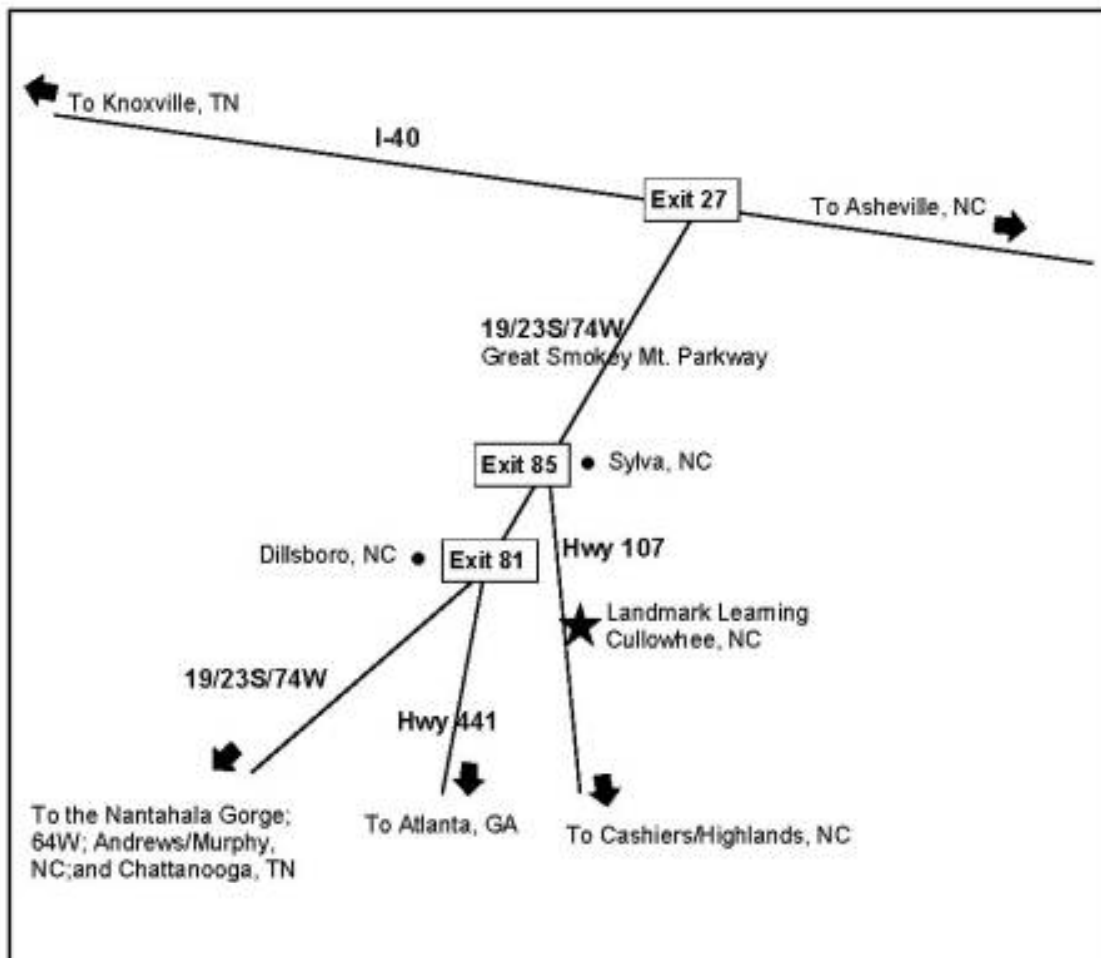 To Knoxville, TN
I-40
Exit 27
To Asheville, NC
19/23S/74W
Great Smokey Mt. Parkway
Exit 85
Sylva, NC
Hwy 107
Dillsboro, NC
Exit 81
Landmark Learning
Cullowhee, NC
19/23S/74W
Hwy 441
To the Nantahala Gorge;
64W; Andrews/Murphy,
NC;and Chattanooga, TN
To Atlanta, GA
To Cashiers/Highlands, NC